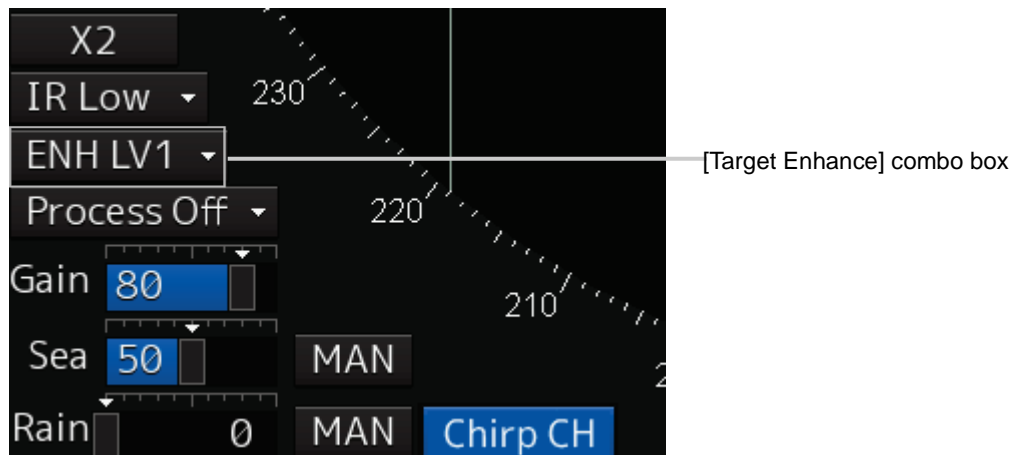 X2
IR Low
230
ENH LV1
[Target Enhance] combo box
Process Off
220
Gain 80
210
Sea 50 MAN
2
Rain 0 MAN Chirp CH